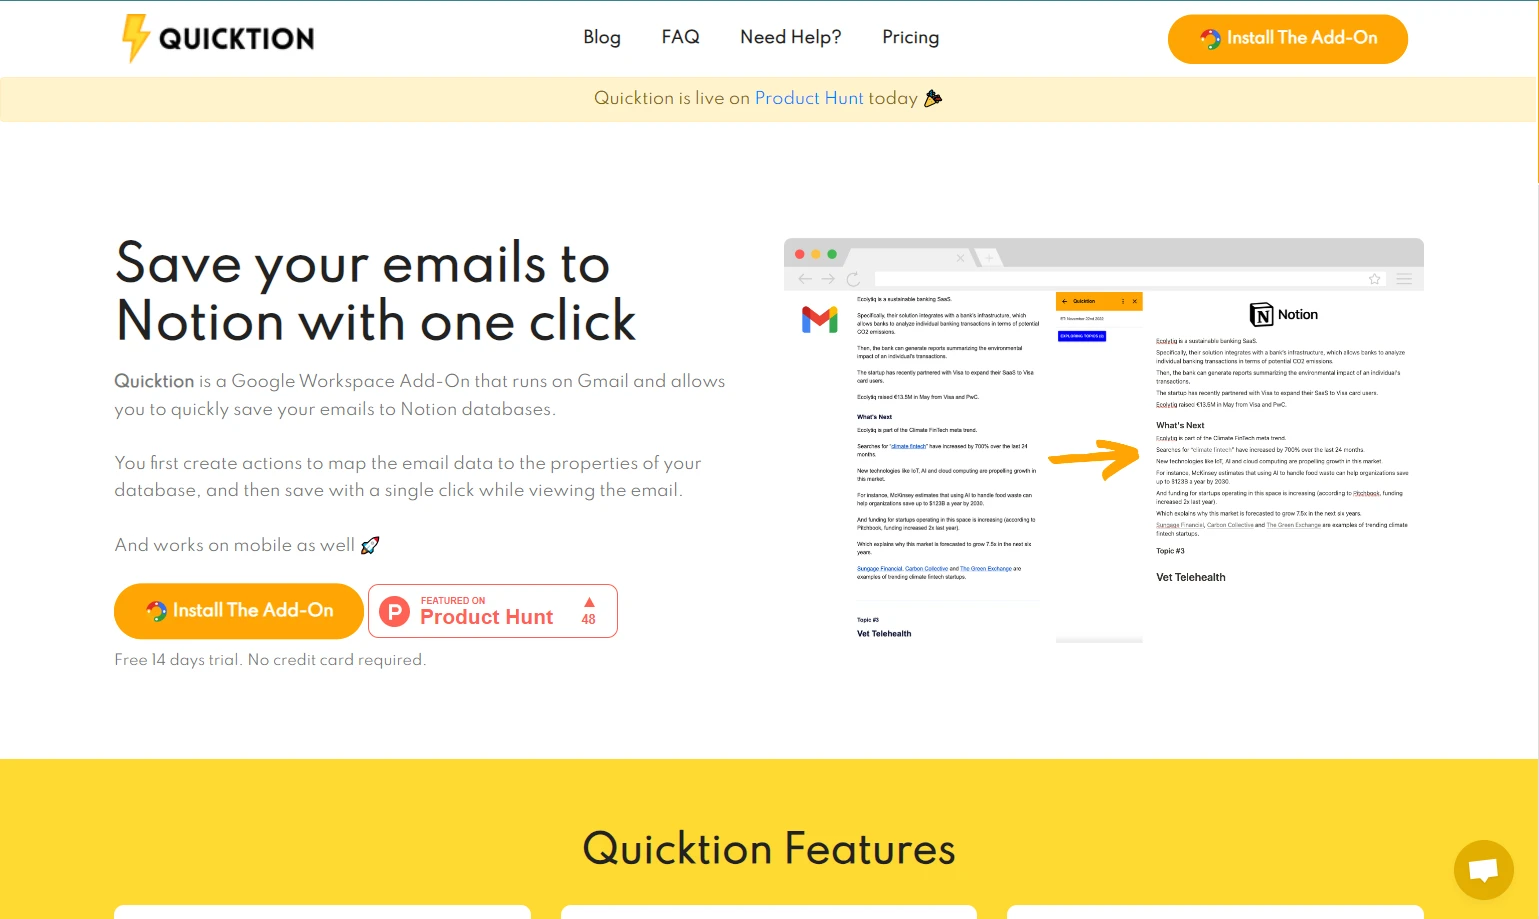 QUICKTION
Blog
FAQ
Need Help?
Pricing
Install The Add-On
Quicktion is live on Product Hunt today
Save your emails to
Notion with one click
Quicktion is a Google Workspace Add-On that runs on Gmail and allows
you to quickly save your emails to Notion databases.
You first create actions to map the email data to the properties of your
database, and then save with a single click while viewing the email.
And works on mobile as well
Install The Add-On
FEATURED ON
Product Hunt
48
Free 14 days trial. No credit card required.
Ecolytiq is a sustainable banking SaaS.
Specifically, their solution integrates with a bank's infrastructure, which
allows banks to analyze individual banking transactions in terms of potential
CO2 emissions.
Then, the bank can generate reports summarizing the environmental
impact of an individual's transactions.
The startup has recently partnered with Visa to expand their SaaS to Visa
card users.
Ecolytiq raised €13.5M in May from Visa and PwC.
What's Next
Ecolytiq is part of the Climate FinTech meta trend.
Searches for "climate fintech" have increased by 700% over the last 24
months.
New technologies like IoT, AI and cloud computing are propelling growth in
this market.
For instance, McKinsey estimates that using AI to handle food waste can
help organizations save up to $123B a year by 2030.
And funding for startups operating in this space is increasing (according to
Pitchbook, funding increased 2x last year).
Which explains why this market is forecasted to grow 7.5x in the next six
years.
Sungage Financial, Carbon Collective and The Green Exchange are
examples of trending climate fintech startups.
Topic #3
Vet Telehealth
Quicktion
November 22nd 2023
EXPLODING TOPICS
Notion
Ecolytiq is a sustainable banking SaaS.
Specifically, their solution integrates with a bank's infrastructure, which allows banks to analyze
individual banking transactions in terms of potential CO2 emissions.
Then, the bank can generate reports summarizing the environmental impact of an individual's
transactions.
The startup has recently partnered with Visa to expand their SaaS to Visa card users.
Ecolytiq raised €13.5M in May from Visa and PwC.
What's Next
Ecolytiq is part of the Climate FinTech meta trend.
Searches for "climate fintech" have increased by 700% over the last 24 months.
New technologies like IoT, AI and cloud computing are propelling growth in this market.
For instance, McKinsey estimates that using AI to handle food waste can help organizations save
up to $123B a year by 2030.
And funding for startups operating in this space is increasing (according to Pitchbook, funding
increased 2x last year).
Which explains why this market is forecasted to grow 7.5x in the next six years.
Sungage Financial, Carbon Collective and The Green Exchange are examples of trending climate
fintech startups.
Topic #3
Vet Telehealth
Quicktion Features